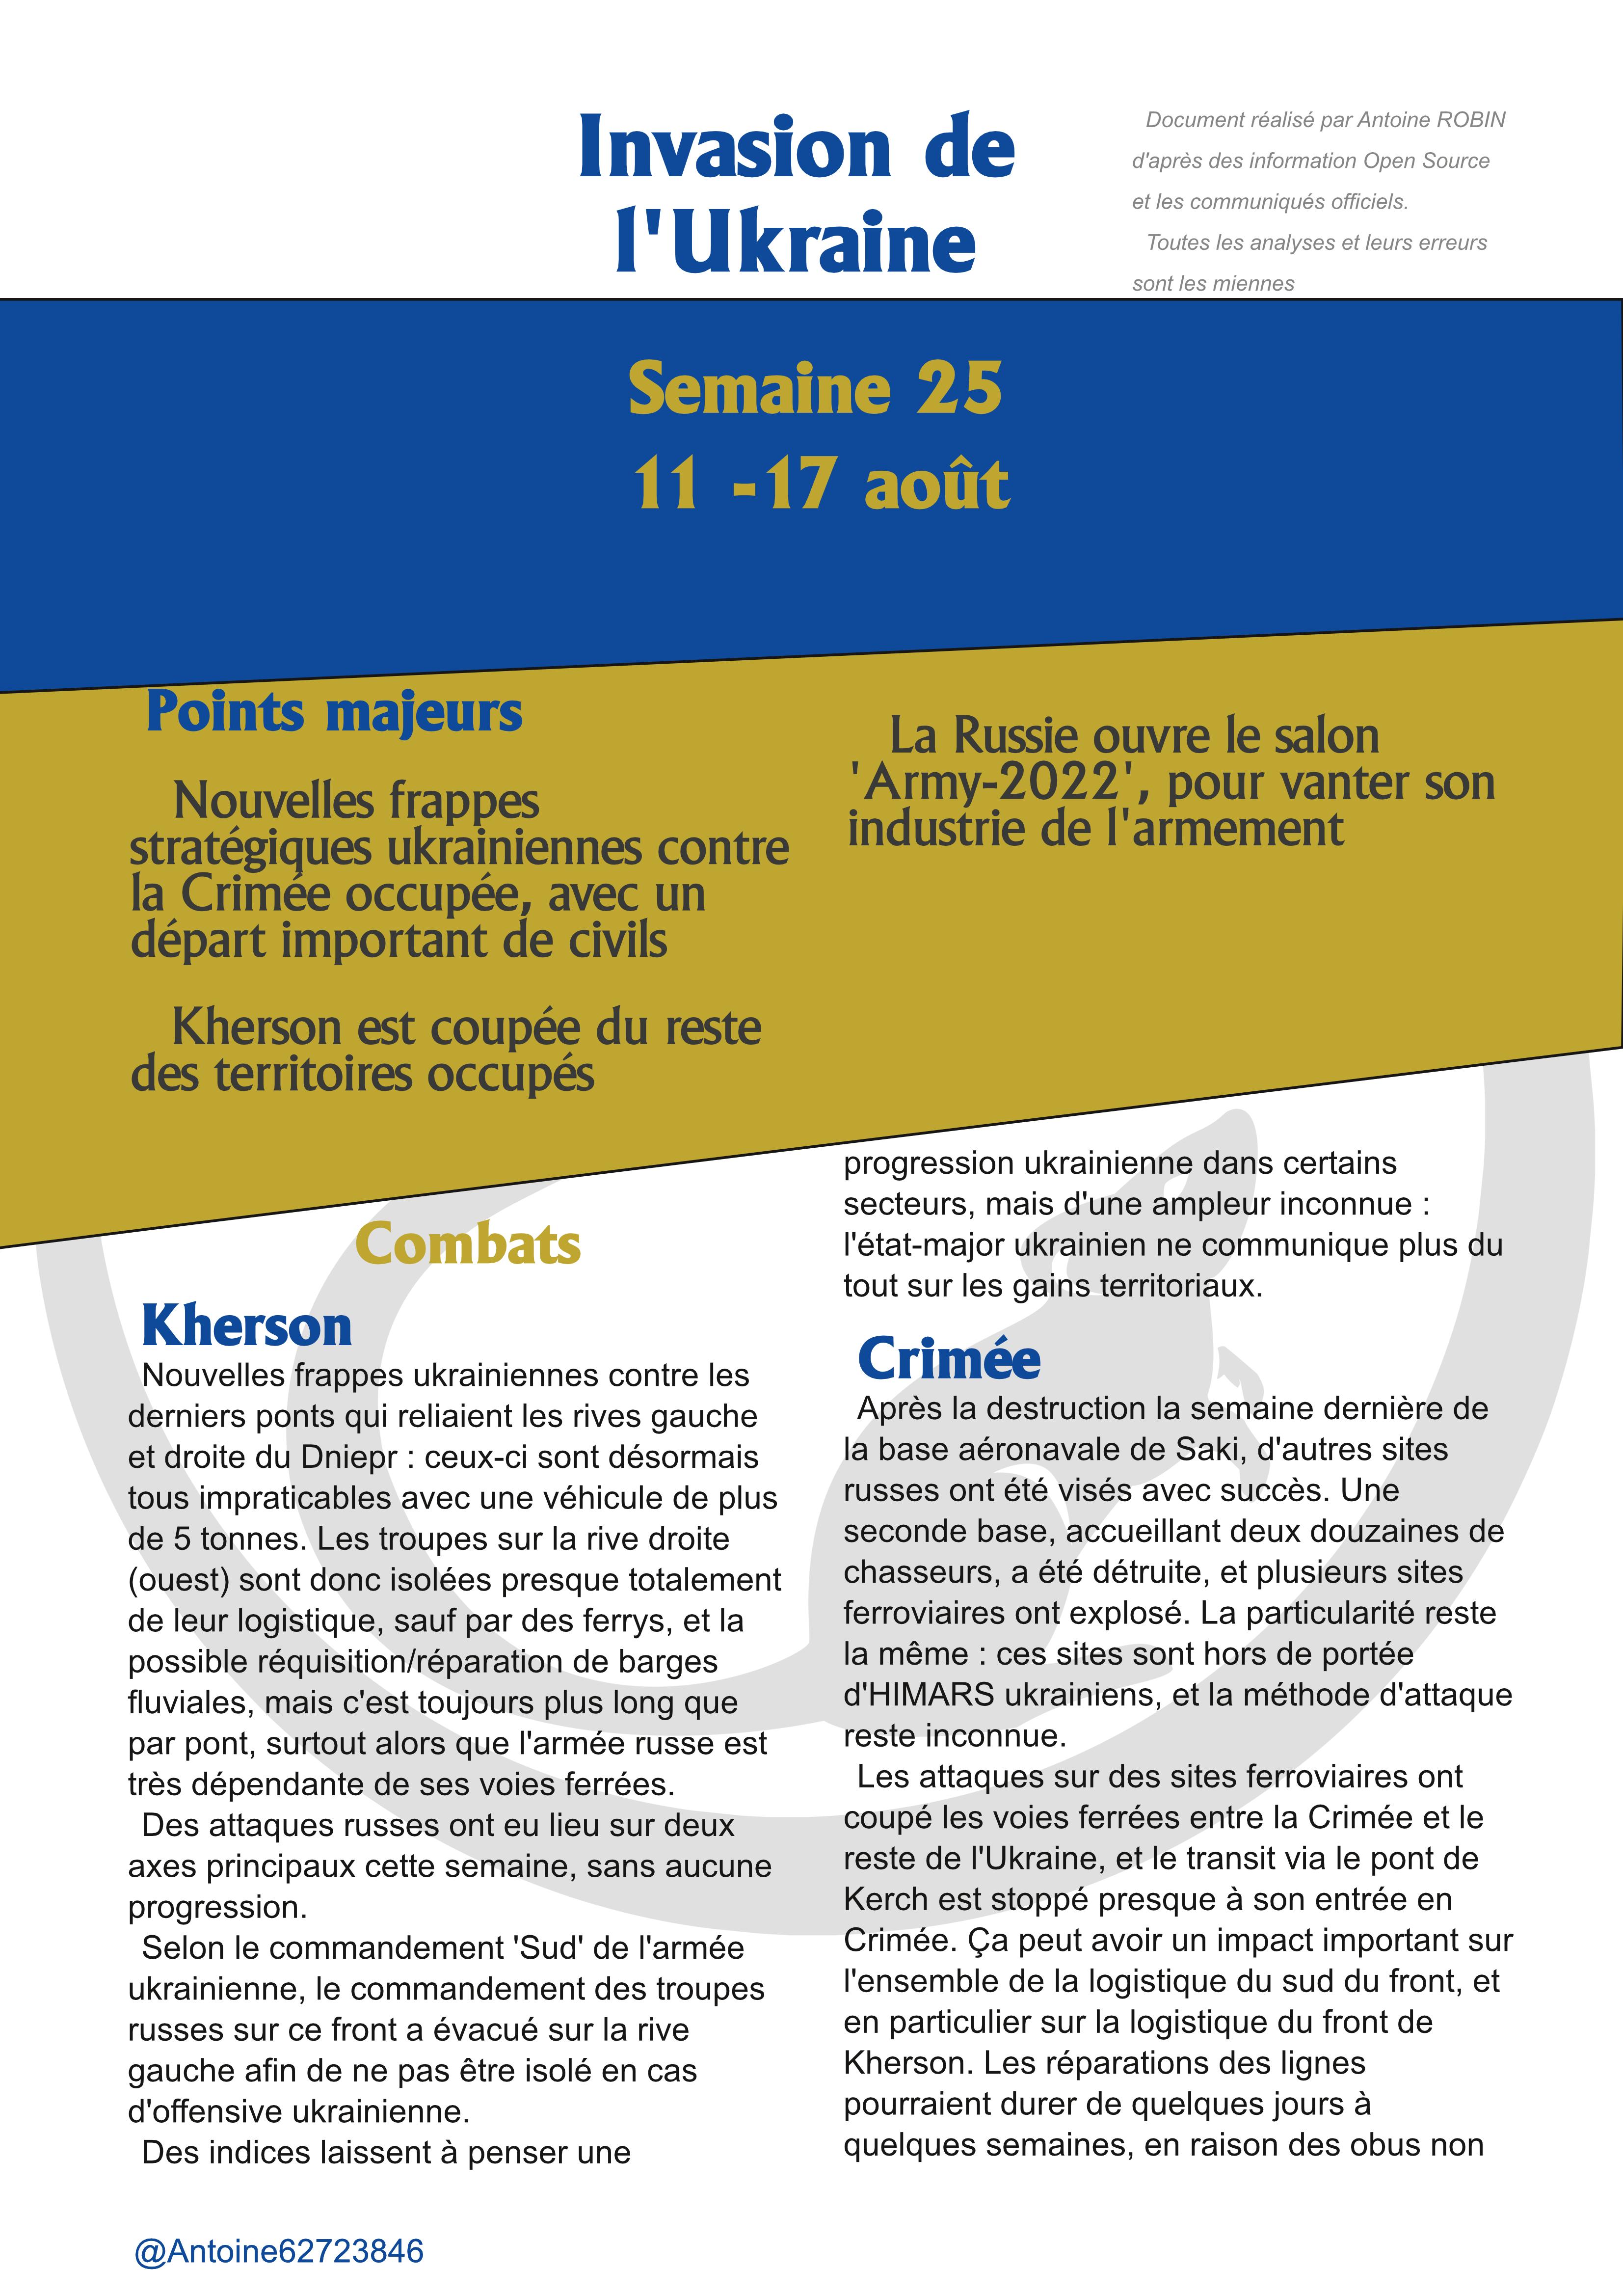 Invasion de
l'Ukraine
Document réalisé par Antoine ROBIN
d'après des information Open Source
et les communiqués officiels.
Toutes les analyses et leurs erreurs
sont les miennes
Semaine 25
11 -17 août
Points majeurs
Nouvelles frappes
stratégiques ukrainiennes contre
la Crimée occupée, avec un
départ important de civils
Kherson est coupée du reste
des territoires occupés
La Russie ouvre le salon
'Army-2022', pour vanter son
industrie de l'armement
Combats
Kherson
Nouvelles frappes ukrainiennes contre les
derniers ponts qui reliaient les rives gauche
et droite du Dniepr : ceux-ci sont désormais
tous impraticables avec une véhicule de plus
de 5 tonnes. Les troupes sur la rive droite
(ouest) sont donc isolées presque totalement
de leur logistique, sauf par des ferrys, et la
possible réquisition/réparation de barges
fluviales, mais c'est toujours plus long que
par pont, surtout alors que l'armée russe est
très dépendante de ses voies ferrées.
Des attaques russes ont eu lieu sur deux
axes principaux cette semaine, sans aucune
progression.
Selon le commandement 'Sud' de l'armée
ukrainienne, le commandement des troupes
russes sur ce front a évacué sur la rive
gauche afin de ne pas être isolé en cas
d'offensive ukrainienne.
Des indices laissent à penser une
progression ukrainienne dans certains
secteurs, mais d'une ampleur inconnue :
l'état-major ukrainien ne communique plus du
tout sur les gains territoriaux.
Crimée
Après la destruction la semaine dernière de
la base aéronavale de Saki, d'autres sites
russes ont été visés avec succès. Une
seconde base, accueillant deux douzaines de
chasseurs, a été détruite, et plusieurs sites
ferroviaires ont explosé. La particularité reste
la même : ces sites sont hors de portée
d'HIMARS ukrainiens, et la méthode d'attaque
reste inconnue.
Les attaques sur des sites ferroviaires ont
coupé les voies ferrées entre la Crimée et le
reste de l'Ukraine, et le transit via le pont de
Kerch est stoppé presque à son entrée en
Crimée. Ça peut avoir un impact important sur
l'ensemble de la logistique du sud du front, et
en particulier sur la logistique du front de
Kherson. Les réparations des lignes
pourraient durer de quelques jours à
quelques semaines, en raison des obus non
@Antoine62723846